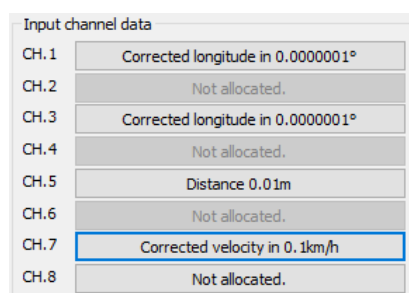 Input channel data
CH.1 Corrected longitude in 0.0000001°
CH.2 Not allocated.
CH.3 Corrected longitude in 0.0000001°
CH.4 Not allocated.
CH.5 Distance 0.01m
CH.6 Not allocated.
CH.7 Corrected velocity in 0.1km/h
CH.8 Not allocated.